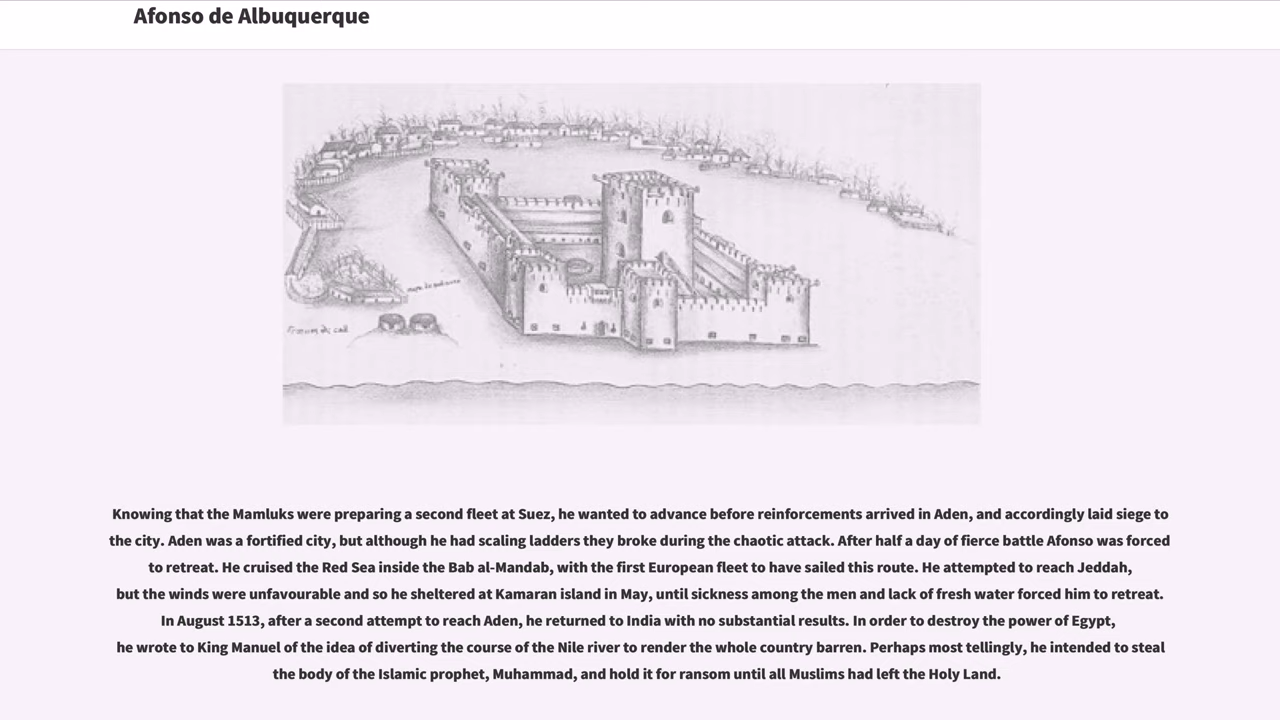 Afonso de Albuquerque
Knowing that the Mamluks were preparing a second fleet at Suez, he wanted to advance before reinforcements arrived in Aden, and accordingly laid siege to
the city. Aden was a fortified city, but although he had scaling ladders they broke during the chaotic attack. After half a day of fierce battle Afonso was forced
to retreat. He cruised the Red Sea inside the Bab al-Mandab, with the first European fleet to have sailed this route. He attempted to reach Jeddah,
but the winds were unfavourable and so he sheltered at Kamaran island in May, until sickness among the men and lack of fresh water forced him to retreat.
In August 1513, after a second attempt to reach Aden, he returned to India with no substantial results. In order to destroy the power of Egypt,
he wrote to King Manuel of the idea of diverting the course of the Nile river to render the whole country barren. Perhaps most tellingly, he intended to steal
the body of the Islamic prophet, Muhammad, and hold it for ransom until all Muslims had left the Holy Land.